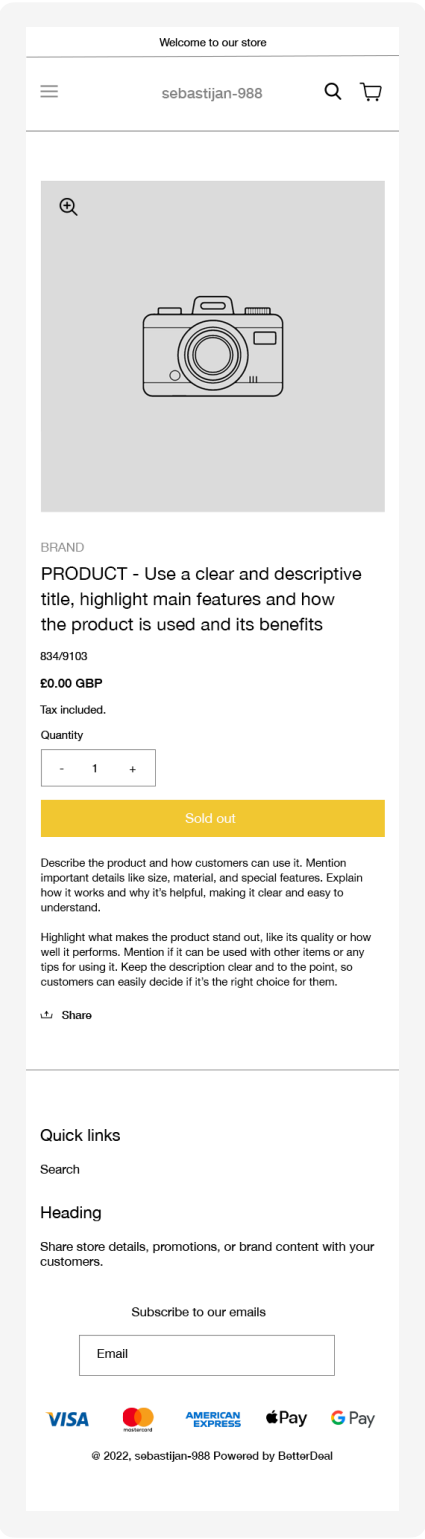 Welcome to our store
sebastijan-988
BRAND
PRODUCT - Use a clear and descriptive
title, highlight main features and how
the product is used and its benefits
834/9103
£0.00 GBP
Tax included.
Quantity
- 1 +
Sold out
Describe the product and how customers can use it. Mention
important details like size, material, and special features. Explain
how it works and why it's helpful, making it clear and easy to
understand.
Highlight what makes the product stand out, like its quality or how
well it performs. Mention if it can be used with other items or any
tips for using it. Keep the description clear and to the point, so
customers can easily decide if it's the right choice for them.
Share
Quick links
Search
Heading
Share store details, promotions, or brand content with your
customers.
Subscribe to our emails
Email
VISA mastercard AMERICAN EXPRESS Pay G Pay
@ 2022, sebastijan-988 Powered by BetterDeal